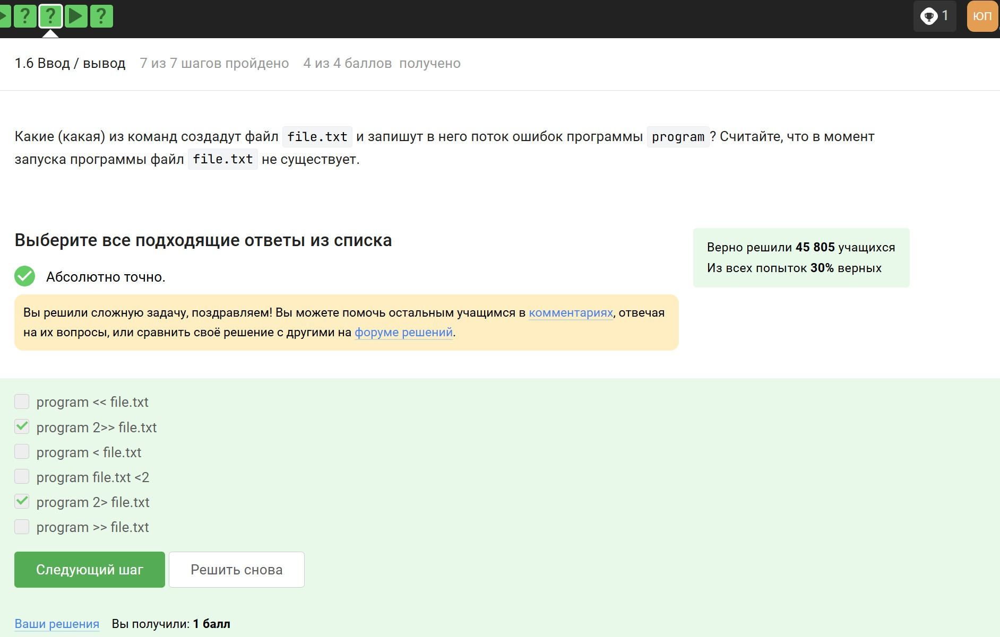 ? ? ?
1
ЮП
1.6 Ввод / вывод 7 из 7 шагов пройдено 4 из 4 баллов получено
Какие (какая) из команд создадут файл file.txt и запишут в него поток ошибок программы program? Считайте, что в момент
запуска программы файл file.txt не существует.
Выберите все подходящие ответы из списка
Верно решили 45 805 учащихся
Из всех попыток 30% верных
Абсолютно точно.
Вы решили сложную задачу, поздравляем! Вы можете помочь остальным учащимся в комментариях, отвечая
на их вопросы, или сравнить своё решение с другими на форуме решений.
program << file.txt
program 2>> file.txt
program < file.txt
program file.txt <2
program 2> file.txt
program >> file.txt
Следующий шаг Решить снова
Ваши решения Вы получили: 1 балл